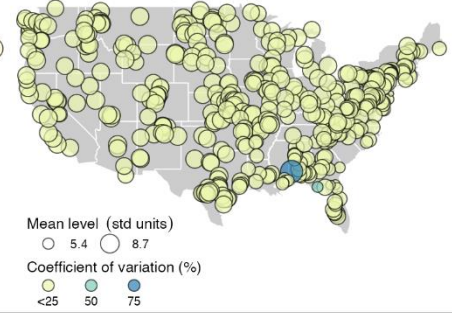 Mean level (std units)
5.4 8.7
Coefficient of variation (%)
<25 50 75